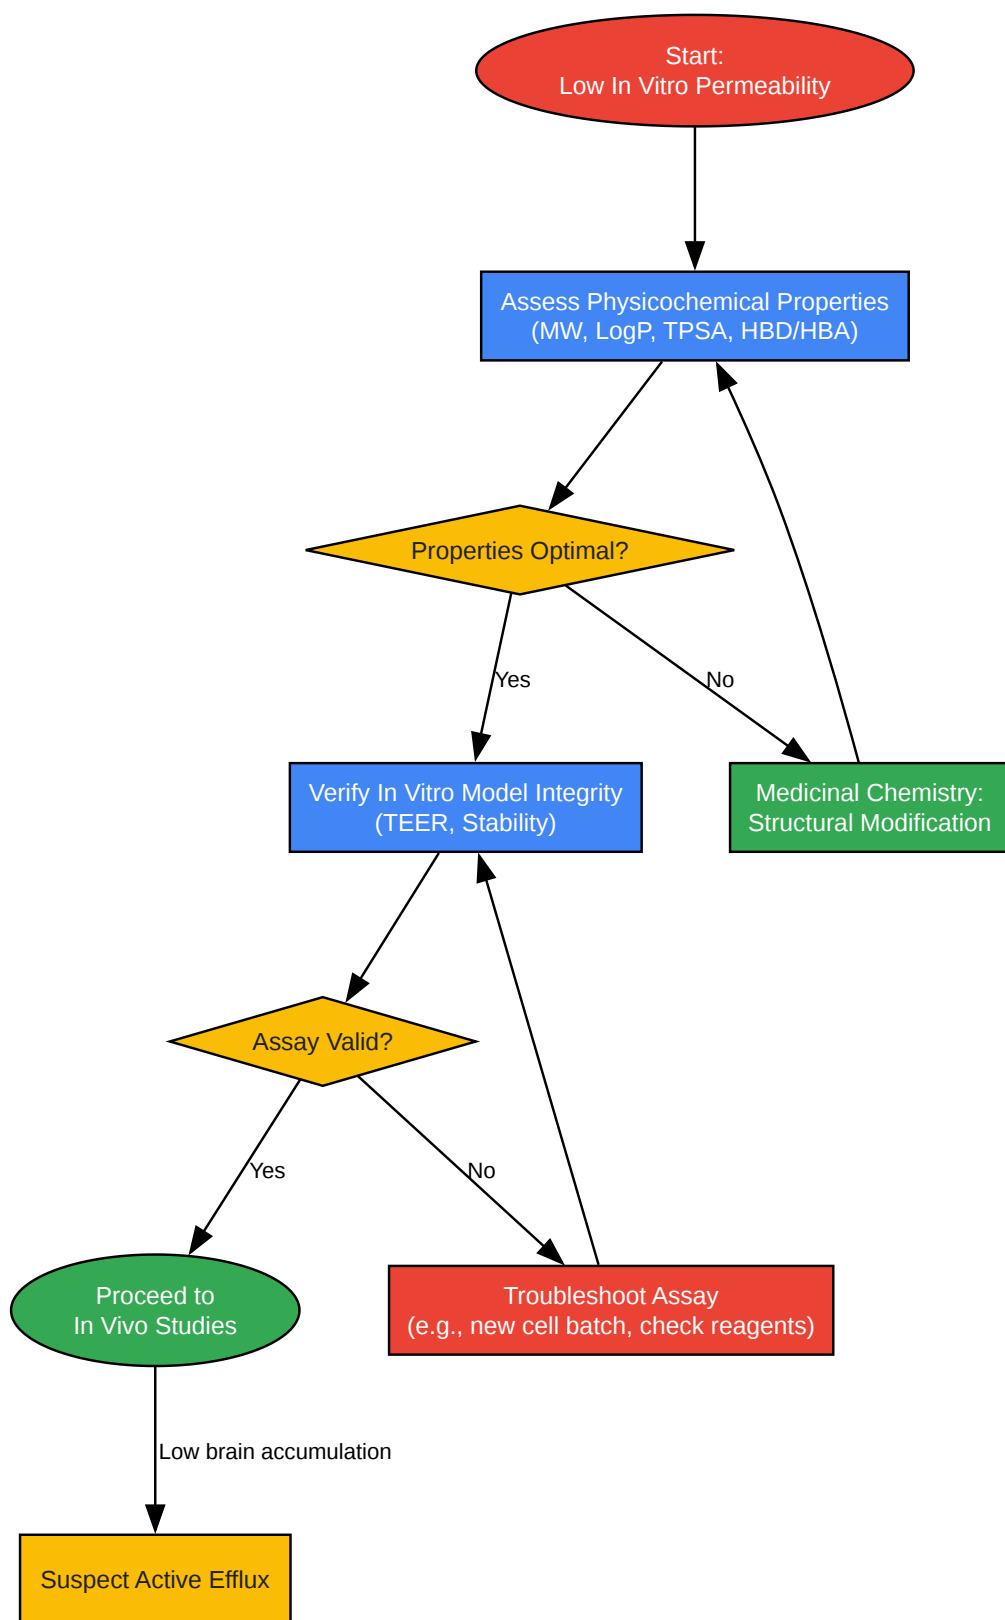 Start:
Low In Vitro Permeability
Assess Physicochemical Properties
(MW, LogP, TPSA, HBD/HBA)
Properties Optimal?
Yes
No
Verify In Vitro Model Integrity
(TEER, Stability)
Medicinal Chemistry:
Structural Modification
Assay Valid?
Yes
No
Proceed to
In Vivo Studies
Troubleshoot Assay
(e.g., new cell batch, check reagents)
Low brain accumulation
Suspect Active Efflux